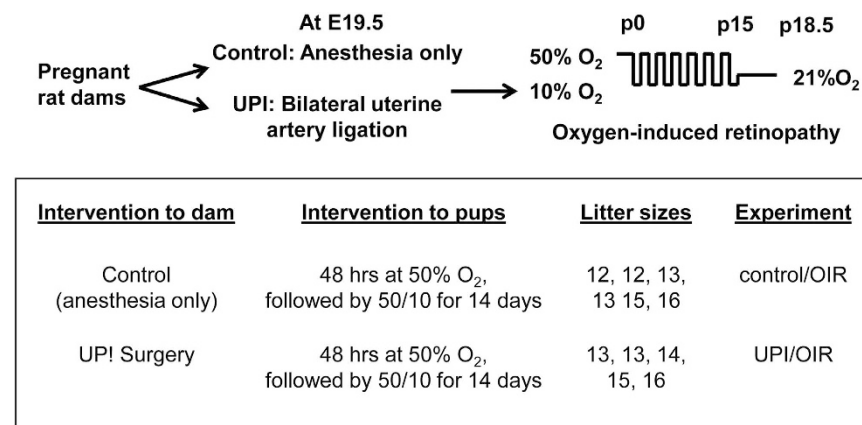 At E19.5
Control: Anesthesia only
Pregnant
rat dams
UPI: Bilateral uterine
artery ligation
p0 p15 p18.5
50% O₂
10% O₂
21%O₂
Oxygen-induced retinopathy
Intervention to dam Intervention to pups Litter sizes Experiment
Control 48 hrs at 50% O₂, 12, 12, 13, control/OIR
(anesthesia only) followed by 50/10 for 14 days 13 15, 16
UP! Surgery 48 hrs at 50% O₂, 13, 13, 14, UPI/OIR
followed by 50/10 for 14 days 15, 16